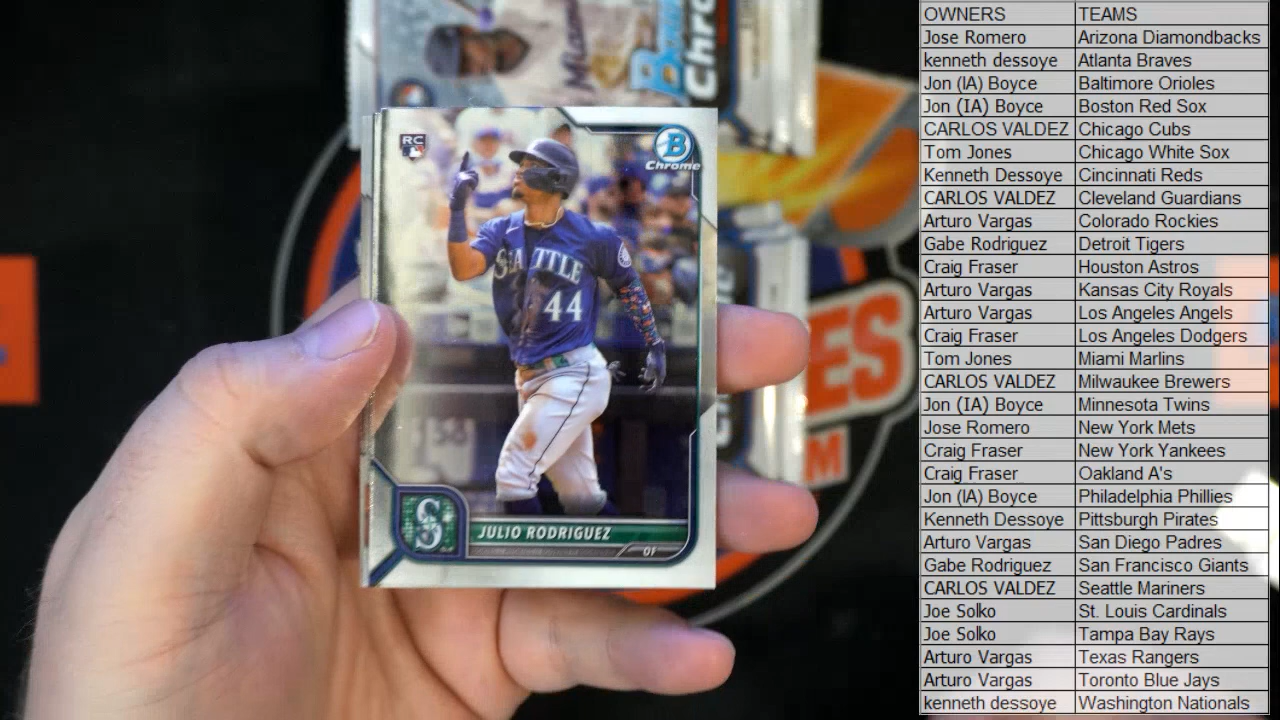 B
Chro
RC
B
Chrome
SEATTLE
44
S
JULIO RODRIGUEZ
OF
ES
M
OWNERS TEAMS
Jose Romero Arizona Diamondbacks
kenneth dessoye Atlanta Braves
Jon (IA) Boyce Baltimore Orioles
Jon (IA) Boyce Boston Red Sox
CARLOS VALDEZ Chicago Cubs
Tom Jones Chicago White Sox
Kenneth Dessoye Cincinnati Reds
CARLOS VALDEZ Cleveland Guardians
Arturo Vargas Colorado Rockies
Gabe Rodriguez Detroit Tigers
Craig Fraser Houston Astros
Arturo Vargas Kansas City Royals
Arturo Vargas Los Angeles Angels
Craig Fraser Los Angeles Dodgers
Tom Jones Miami Marlins
CARLOS VALDEZ Milwaukee Brewers
Jon (IA) Boyce Minnesota Twins
Jose Romero New York Mets
Craig Fraser New York Yankees
Craig Fraser Oakland A's
Jon (IA) Boyce Philadelphia Phillies
Kenneth Dessoye Pittsburgh Pirates
Arturo Vargas San Diego Padres
Gabe Rodriguez San Francisco Giants
CARLOS VALDEZ Seattle Mariners
Joe Solko St. Louis Cardinals
Joe Solko Tampa Bay Rays
Arturo Vargas Texas Rangers
Arturo Vargas Toronto Blue Jays
kenneth dessoye Washington Nationals